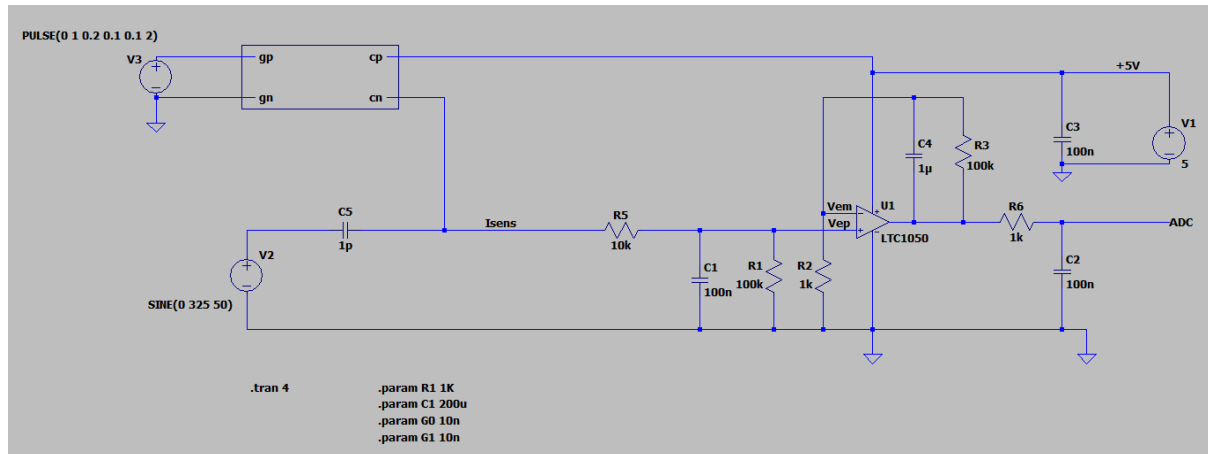 PULSE(0 1 0.2 0.1 0.1 2)
V3
gp
cp
gn
cn
+5V
V1
5
C3
100n
C4
1µ
R3
100k
C5
1p
Isens
R5
10k
Vem
Vep
U1
LTC1050
R6
1k
ADC
V2
SINE(0 325 50)
C1
100n
R1
100k
R2
1k
C2
100n
.tran 4
.param R1 1K
.param C1 200u
.param G0 10n
.param G1 10n